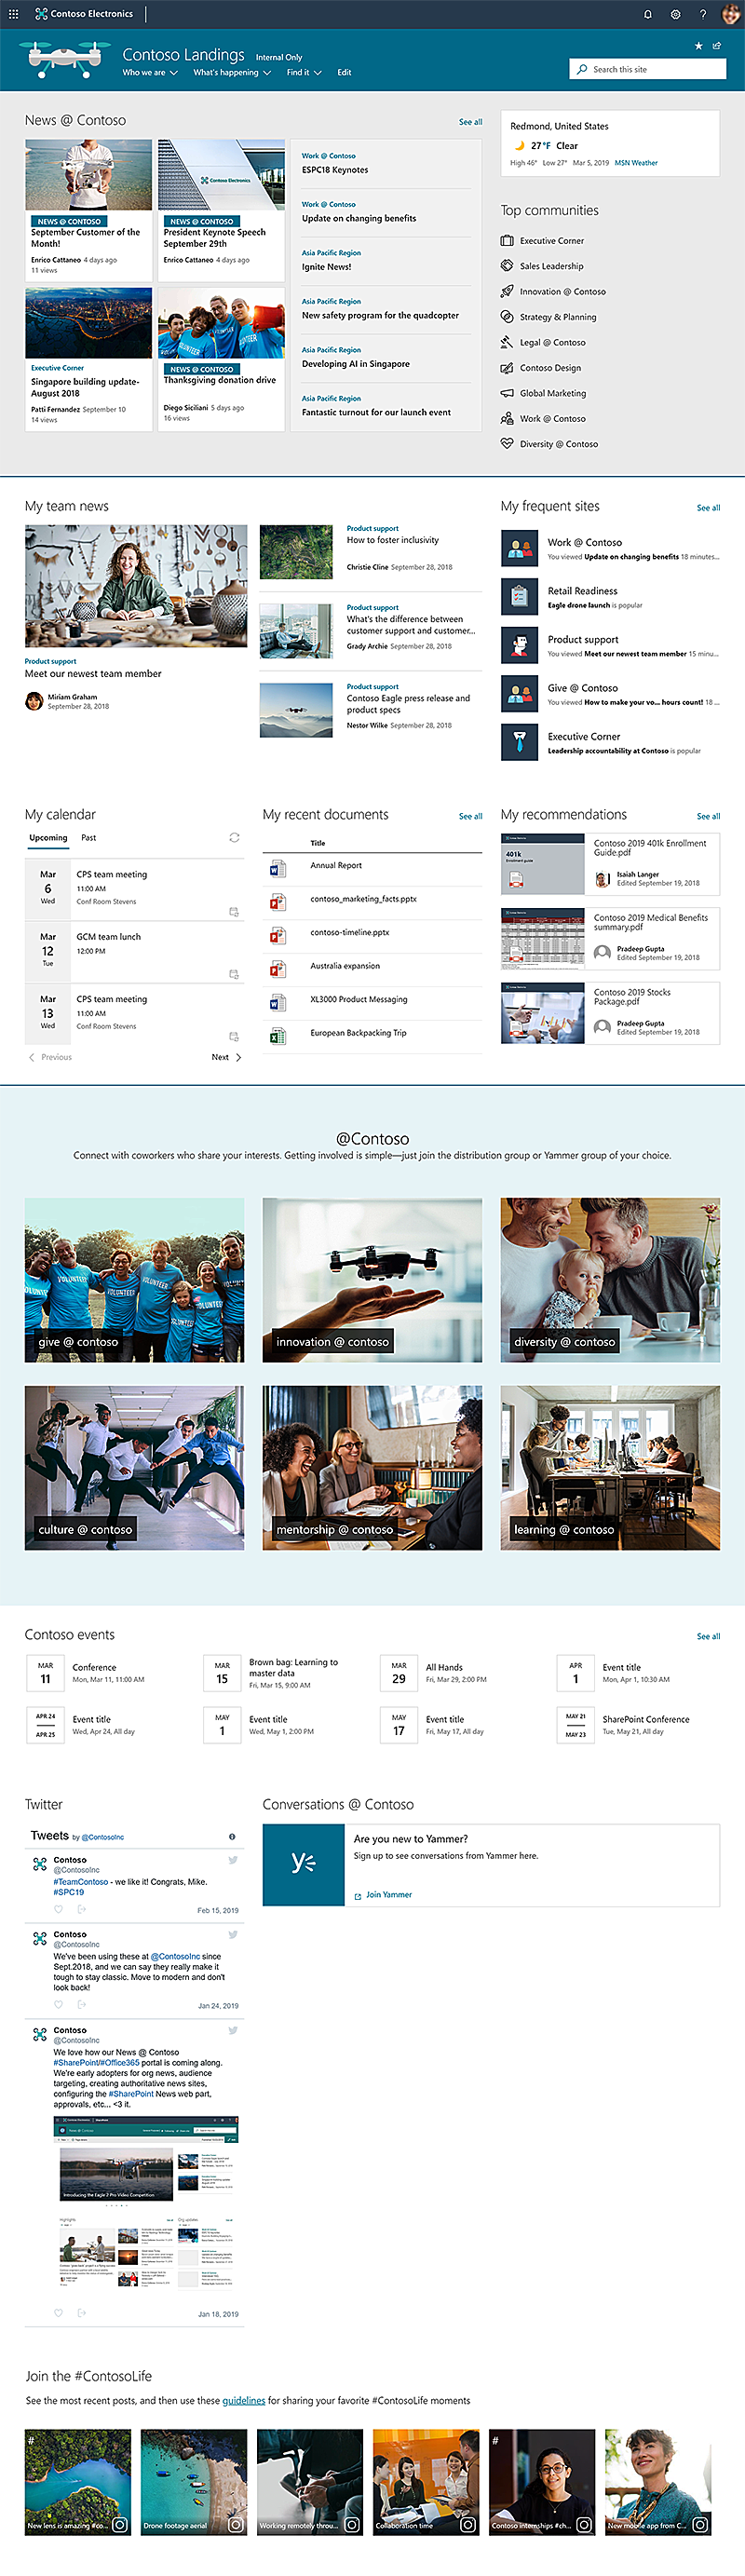 Contoso Electronics
Contoso Landings
Internal Only
Who we are
What's happening
Find it
Edit
Search this site
News @ Contoso
See all
NEWS @ CONTOSO
September Customer of the
Month!
Enrico Cattaneo 4 days ago
11 views
Contoso Electronics
NEWS @ CONTOSO
President Keynote Speech
September 29th
Enrico Cattaneo 4 days ago
Executive Corner
Singapore building update-
August 2018
Patti Fernandez September 10
14 views
NEWS @ CONTOSO
Thanksgiving donation drive
Diego Siciliani 5 days ago
16 views
Work @ Contoso
ESPC18 Keynotes
Work @ Contoso
Update on changing benefits
Asia Pacific Region
Ignite News!
Asia Pacific Region
New safety program for the quadcopter
Asia Pacific Region
Developing AI in Singapore
Asia Pacific Region
Fantastic turnout for our launch event
Redmond, United States
27 °F Clear
High 46° Low 27° Mar 5, 2019 MSN Weather
Top communities
Executive Corner
Sales Leadership
Innovation @ Contoso
Strategy & Planning
Legal @ Contoso
Contoso Design
Global Marketing
Work @ Contoso
Diversity @ Contoso
My team news
Product support
Meet our newest team member
Miriam Graham
September 28, 2018
Product support
How to foster inclusivity
Christie Cline September 28, 2018
Product support
What's the difference between
customer support and customer...
Grady Archie September 28, 2018
Product support
Contoso Eagle press release and
product specs
Nestor Wilke September 28, 2018
My frequent sites
See all
Work @ Contoso
You viewed Update on changing benefits 18 minutes...
Retail Readiness
Eagle drone launch is popular
Product support
You viewed Meet our newest team member 15 minu...
Give @ Contoso
You viewed How to make your vo... hours count! 18 ...
Executive Corner
Leadership accountability at Contoso is popular
My calendar
Upcoming
Past
Mar
6
Wed
CPS team meeting
11:00 AM
Conf Room Stevens
Mar
12
Tue
GCM team lunch
12:00 PM
Mar
13
Wed
CPS team meeting
11:00 AM
Conf Room Stevens
Previous
Next
My recent documents
See all
Title
Annual Report
contoso_marketing_facts.pptx
contoso-timeline.pptx
Australia expansion
XL3000 Product Messaging
European Backpacking Trip
My recommendations
See all
401k
Enrollment guide
Contoso 2019 401k Enrollment
Guide.pdf
Isaiah Langer
Edited September 19, 2018
Contoso 2019 Medical Benefits
summary.pdf
Pradeep Gupta
Edited September 19, 2018
Contoso 2019 Stocks
Package.pdf
Pradeep Gupta
Edited September 19, 2018
@Contoso
Connect with coworkers who share your interests. Getting involved is simple—just join the distribution group or Yammer group of your choice.
give @ contoso
innovation @ contoso
diversity @ contoso
culture @ contoso
mentorship @ contoso
learning @ contoso
Contoso events
See all
MAR
11
Conference
Mon, Mar 11, 11:00 AM
MAR
15
Brown bag: Learning to
master data
Fri, Mar 15, 9:00 AM
MAR
29
All Hands
Fri, Mar 29, 2:00 PM
APR
1
Event title
Mon, Apr 1, 10:30 AM
APR 24
APR 25
Event title
Wed, Apr 24, All day
MAY
1
Event title
Wed, May 1, 2:00 PM
MAY
17
Event title
Fri, May 17, All day
MAY 21
MAY 23
SharePoint Conference
Tue, May 21, All day
Twitter
Tweets by @ContosoInc
Contoso
@ContosoInc
#TeamContoso - we like it! Congrats, Mike.
#SPC19
Feb 15, 2019
Contoso
@ContosoInc
We've been using these at @ContosoInc since
Sept.2018, and we can say they really make it
tough to stay classic. Move to modern and don't
look back!
Jan 24, 2019
Contoso
@ContosoInc
We love how our News @ Contoso
#SharePoint/#Office365 portal is coming along.
We're early adopters for org news, audience
targeting, creating authoritative news sites,
configuring the #SharePoint News web part,
approvals, etc... <3 it.
Introducing the Eagle 2 Pro Video Competition
Highlights
Org updates
Jan 18, 2019
Conversations @ Contoso
Are you new to Yammer?
Sign up to see conversations from Yammer here.
Join Yammer
Join the #ContosoLife
See the most recent posts, and then use these guidelines for sharing your favorite #ContosoLife moments
New lens is amazing #co...
Drone footage aerial
Working remotely throu...
Collaboration time
Contoso internships #ch...
New mobile app from C...